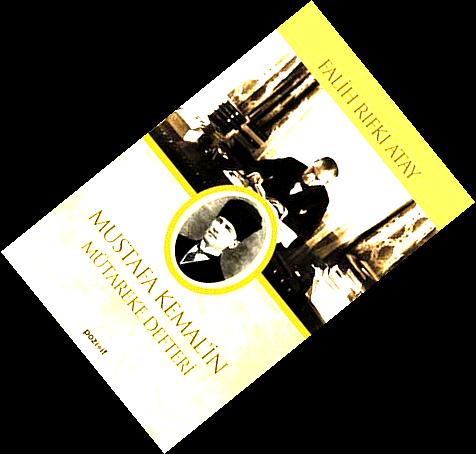 FALİH RIFKI ATAY
MUSTAFA KEMAL'İN
MÜTAREKE DEFTERİ
pozitif